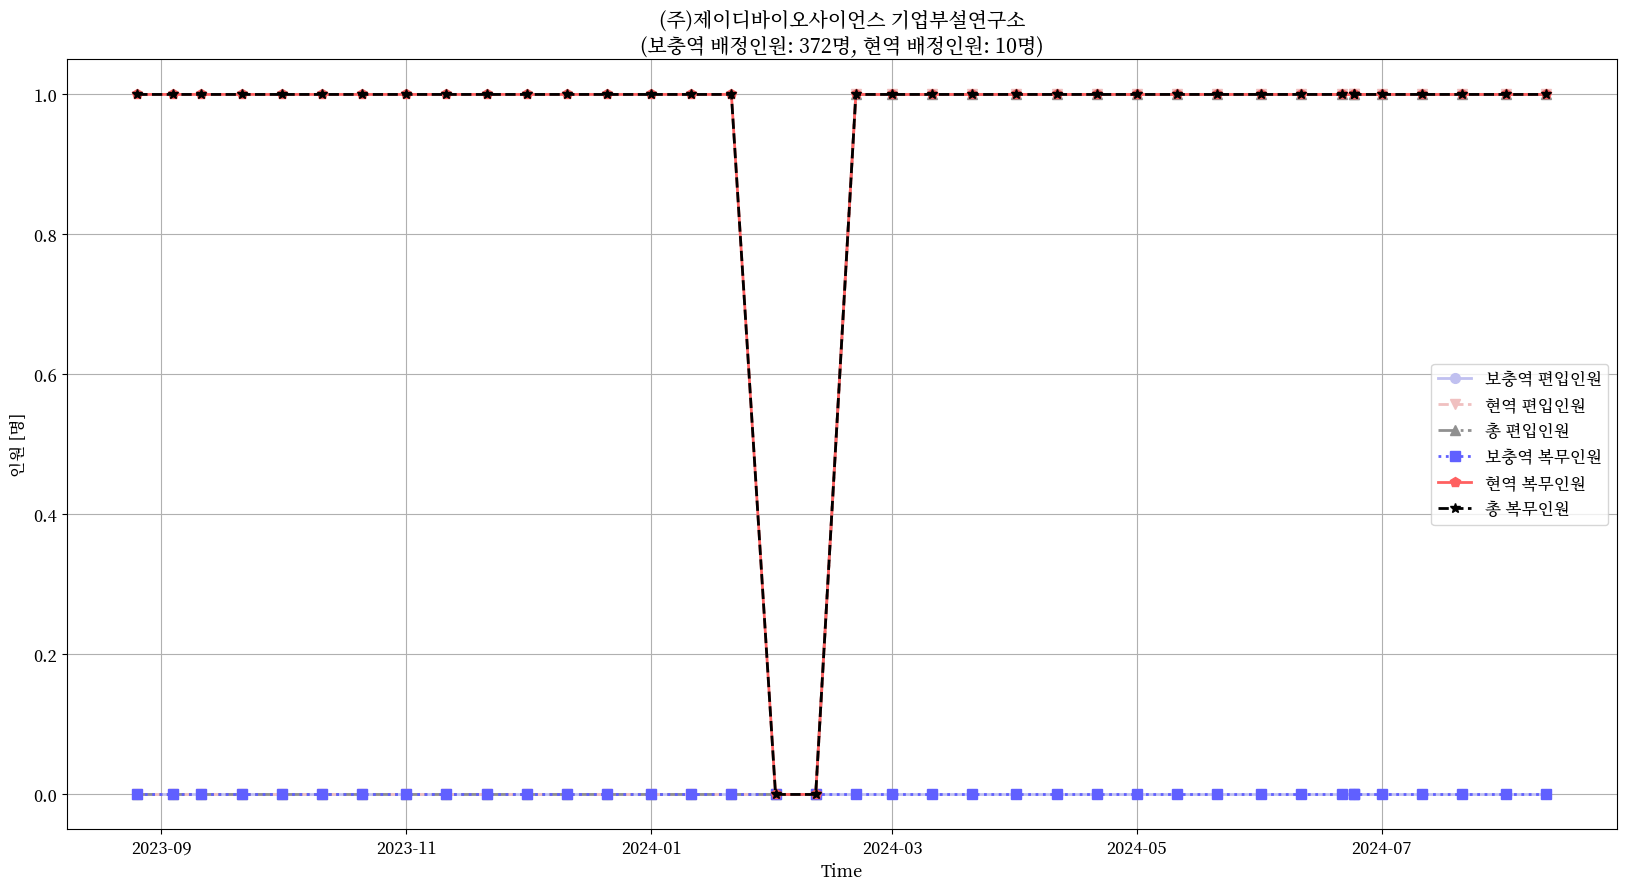 (주)제이디바이오사이언스 기업부설연구소
(보충역 배정인원: 372명, 현역 배정인원: 10명)
1.0
0.8
0.6
0.4
0.2
0.0
인원 [명]
보충역 편입인원
현역 편입인원
총 편입인원
보충역 복무인원
현역 복무인원
총 복무인원
2023-09
2023-11
2024-01
2024-03
2024-05
2024-07
Time